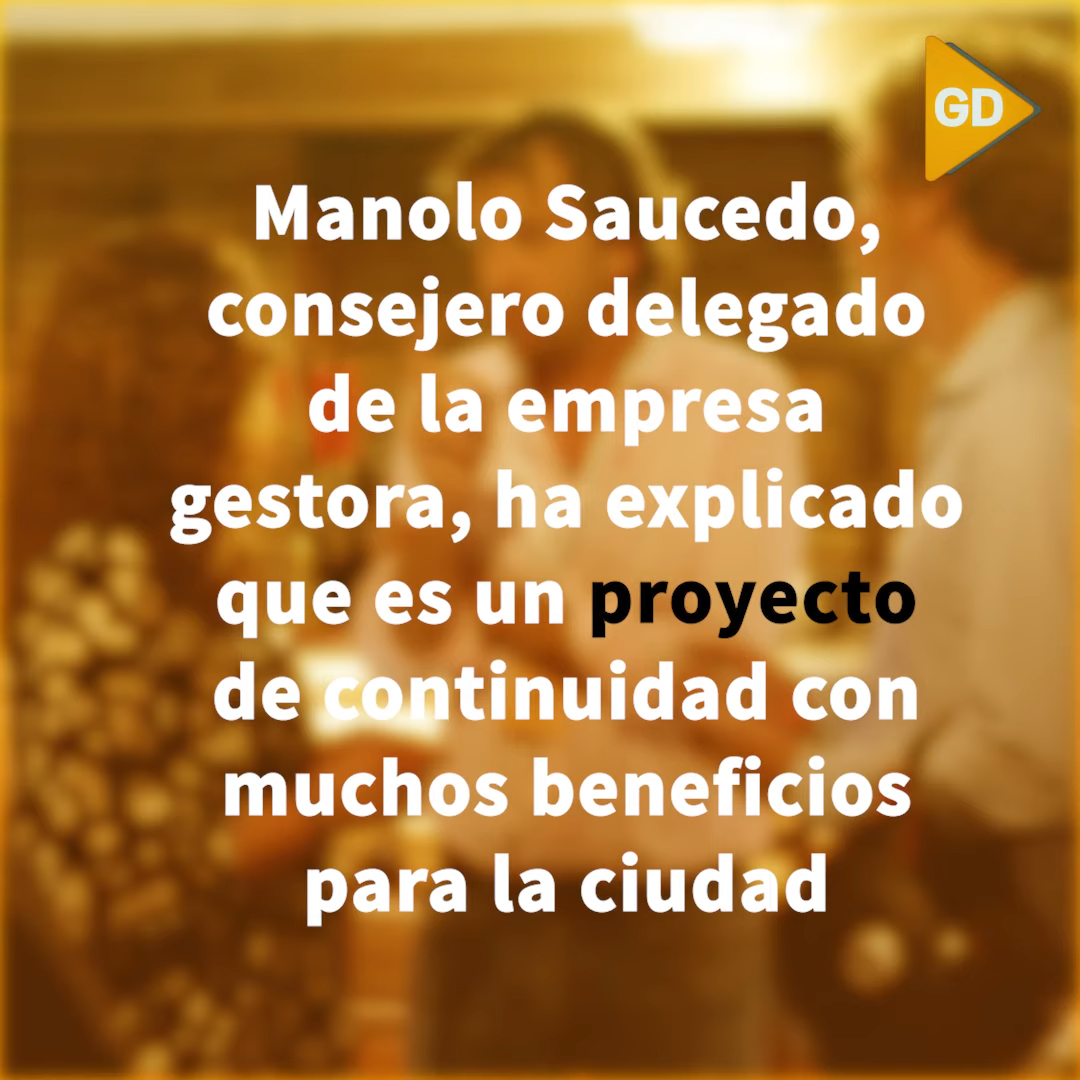 GD
Manolo Saucedo,
consejero delegado
de la empresa
gestora, ha explicado
que es un proyecto
de continuidad con
muchos beneficios
para la ciudad